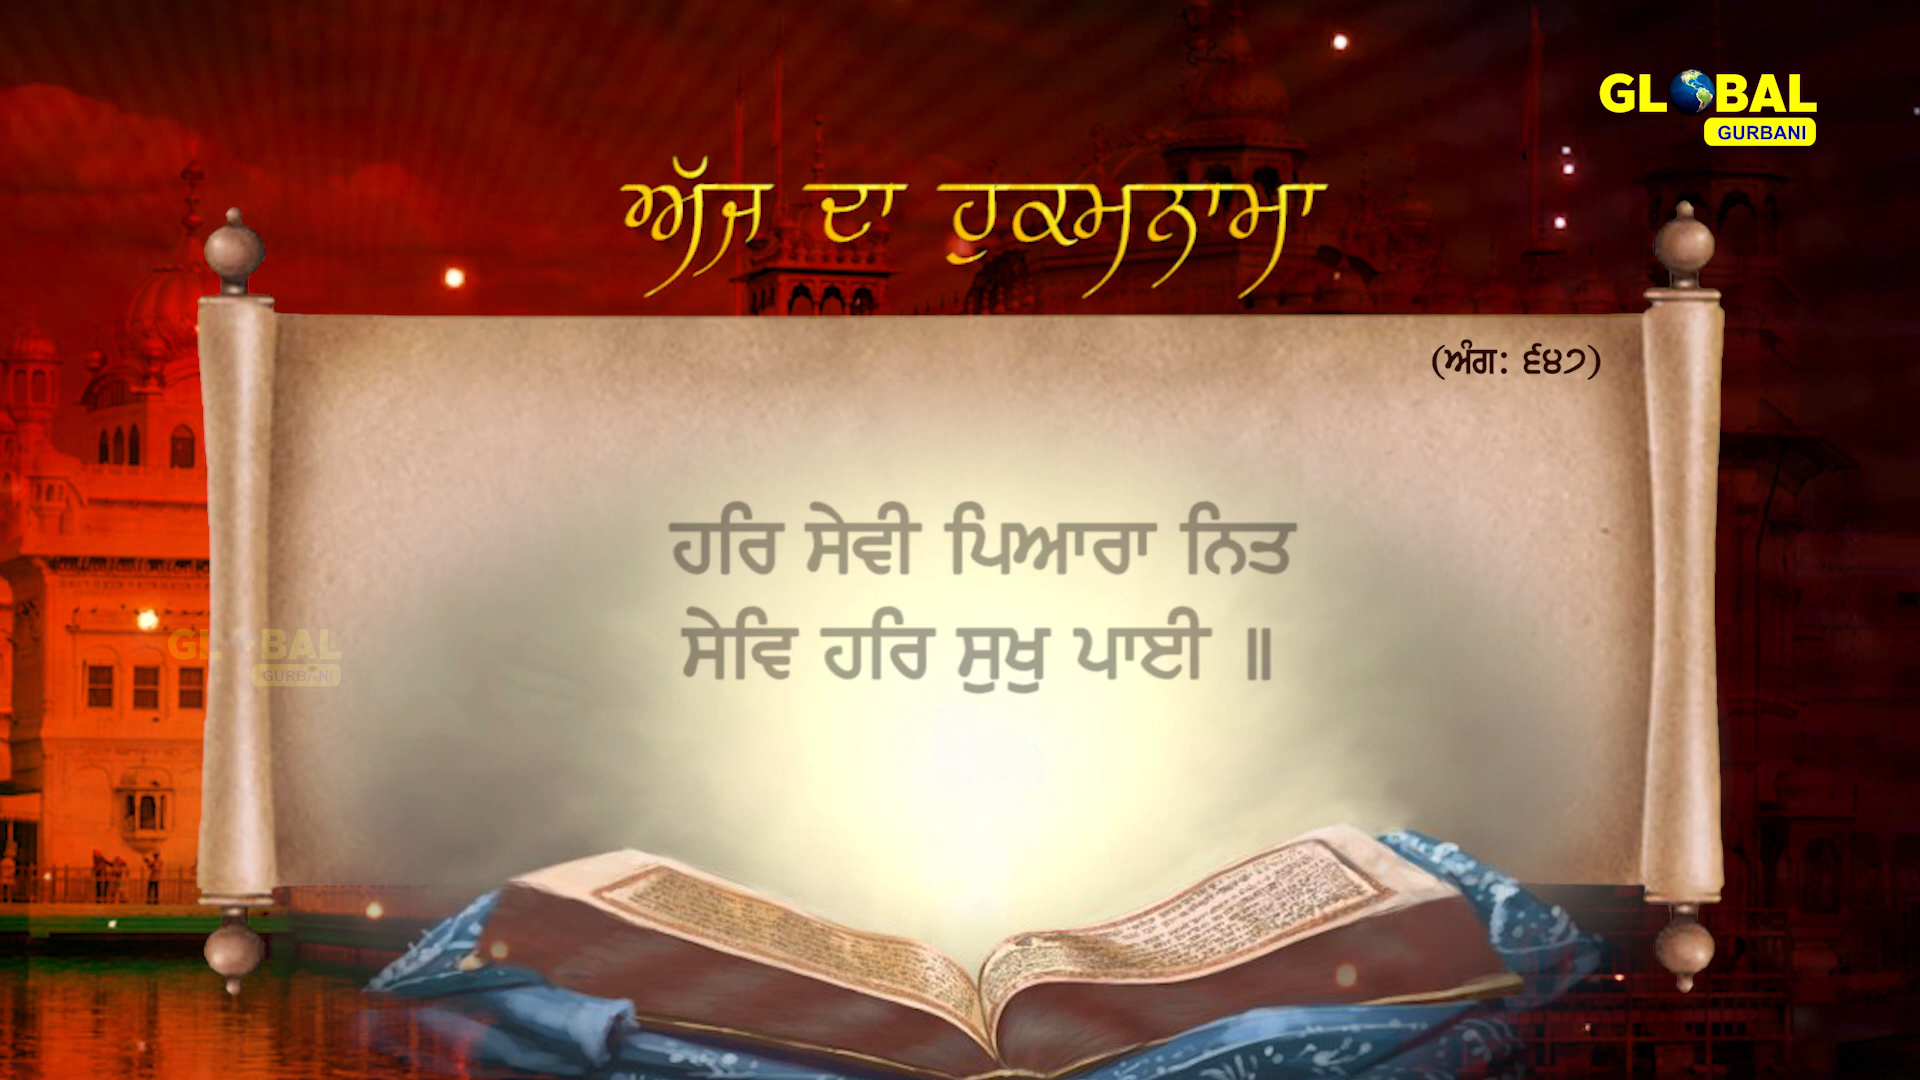 GLOBAL
GURBANI
ਅੱਜ ਦਾ ਹੁਕਮਨਾਮਾ
(ਅੰਗ: ੬੪੭)
ਹਰਿ ਸੇਵੀ ਪਿਆਰਾ ਨਿਤ
ਸੇਵਿ ਹਰਿ ਸੁਖੁ ਪਾਈ ॥
GLOBAL
GURBANI